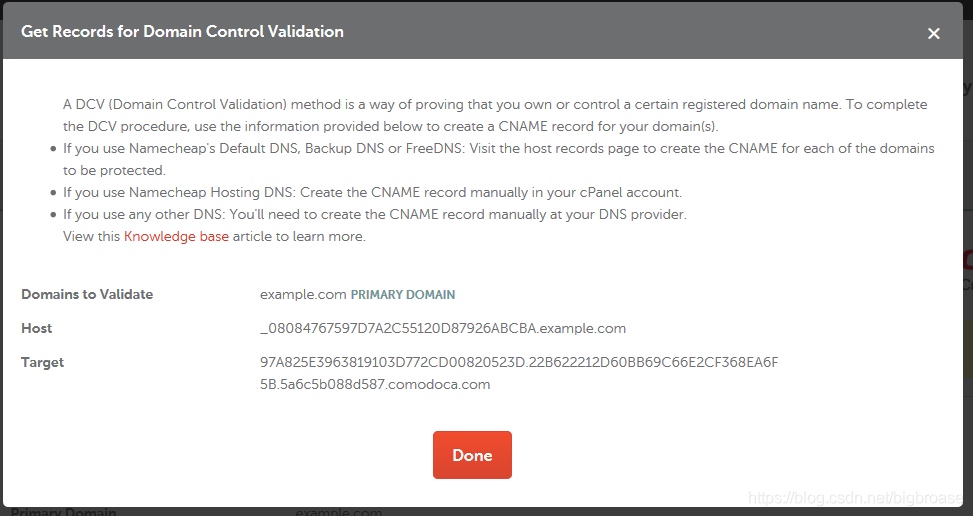 Get Records for Domain Control Validation
A DCV (Domain Control Validation) method is a way of proving that you own or control a certain registered domain name. To complete
the DCV procedure, use the information provided below to create a CNAME record for your domain(s).
• If you use Namecheap's Default DNS, Backup DNS or FreeDNS: Visit the host records page to create the CNAME for each of the domains
to be protected.
• If you use Namecheap Hosting DNS: Create the CNAME record manually in your cPanel account.
• If you use any other DNS: You'll need to create the CNAME record manually at your DNS provider.
View this Knowledge base article to learn more.
Domains to Validate example.com PRIMARY DOMAIN
Host _08084767597D7A2C55120D87926ABCBA.example.com
Target 97A825E3963819103D772CD00820523D.22B622212D60BB69C66E2CF368EA6F
5B.5a6c5b088d587.comodoca.com
Done
https://blog.csdn.net/bigbroase
Primary Domain example.com